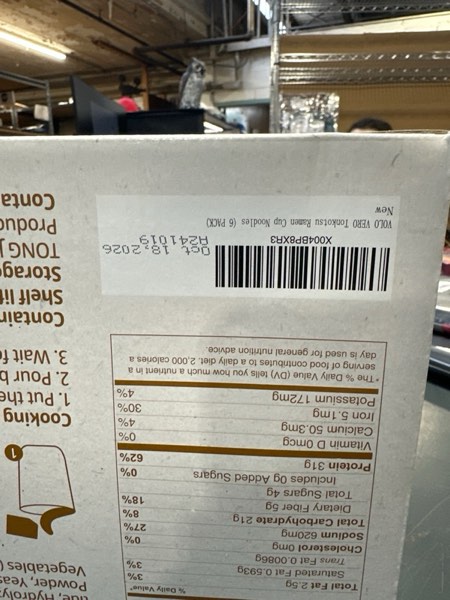 % Daily Value*
Total Fat 2.5g 3%
Saturated Fat 0.593g 3%
Trans Fat 0.0086g
Cholesterol 0mg 0%
Sodium 620mg 27%
Total Carbohydrate 21g 8%
Dietary Fiber 5g 18%
Total Sugars 4g
Includes 0g Added Sugars 0%
Protein 31g 62%
Vitamin D 0mcg 0%
Calcium 50.3mg 4%
Iron 5.1mg 30%
Potassium 172mg 4%
*The % Daily Value (DV) tells you how much a nutrient in a
serving of food contributes to a daily diet. 2,000 calories a
day is used for general nutrition advice.
X004BP8XR3
VOLO VERO Tonkotsu Ramen Cup Noodles (6 PACK)
New
Oct 18,2026
A241019
Powder, Yeas
Vegetables (
1
Cooking
1. Put the
2. Pour b
3. Wait f
Contain
Shelf lif
Storage
TONG
Produc
Conta